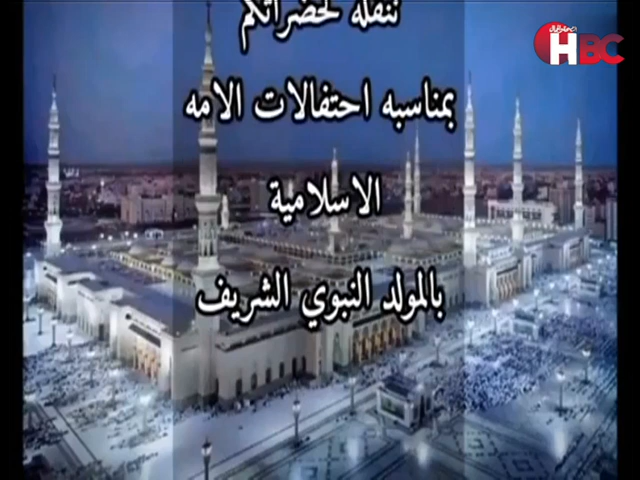 ننقله لحضراتكم
بمناسبه احتفالات الامه
الاسلامية
بالمولد النبوي الشريف
HBC